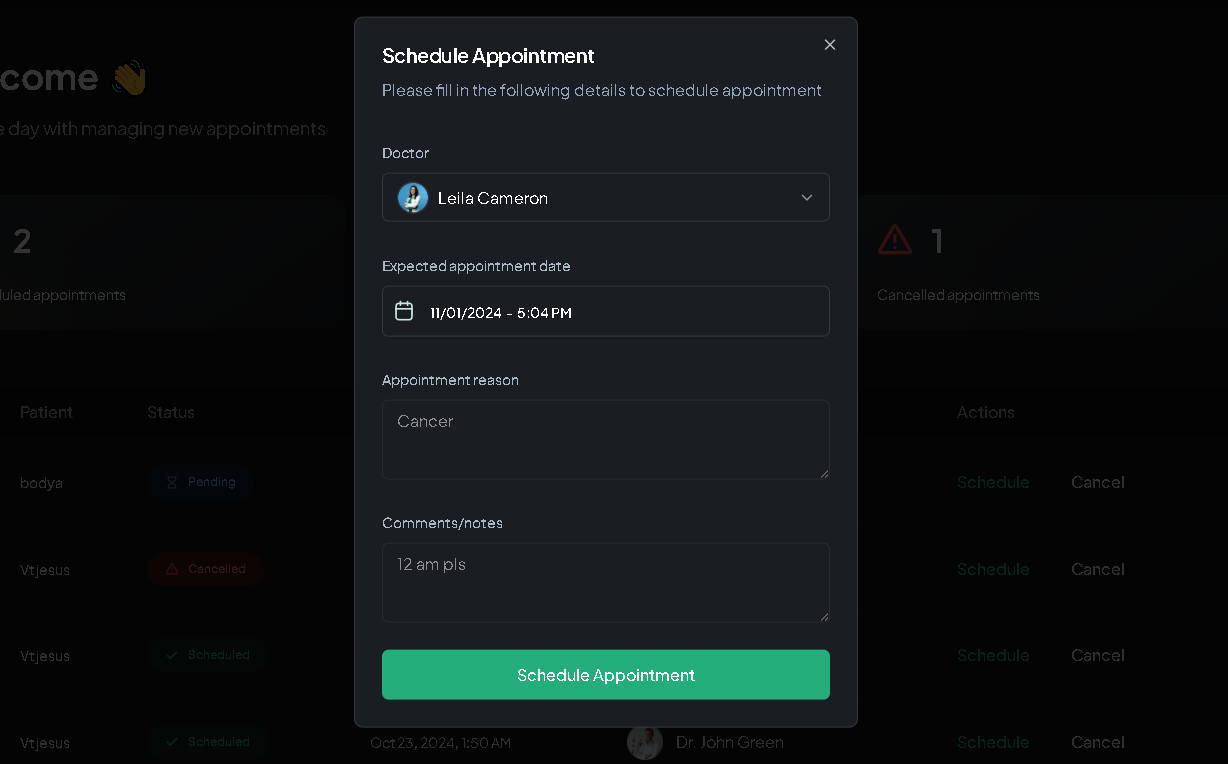 Schedule Appointment
Please fill in the following details to schedule appointment
Doctor
Leila Cameron
Expected appointment date
11/01/2024 - 5:04 PM
Appointment reason
Cancer
Comments/notes
12 am pls
Schedule Appointment
come 👋
day with managing new appointments
2
appointments
1
Cancelled appointments
Patient Status Actions
bodya Pending Schedule Cancel
Vtjesus Cancelled Schedule Cancel
Vtjesus Scheduled Schedule Cancel
Vtjesus Scheduled Oct 23, 2024, 1:50 AM Dr. John Green Schedule Cancel